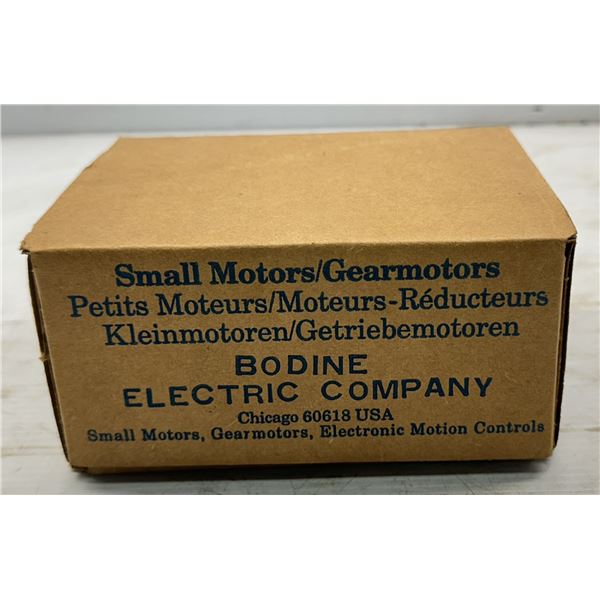 Small Motors/Gearmotors
Petits Moteurs/Moteurs-Réducteurs
Kleinmotoren/Getriebemotoren
BODINE
ELECTRIC COMPANY
Chicago 60618 USA
Small Motors, Gearmotors, Electronic Motion Controls